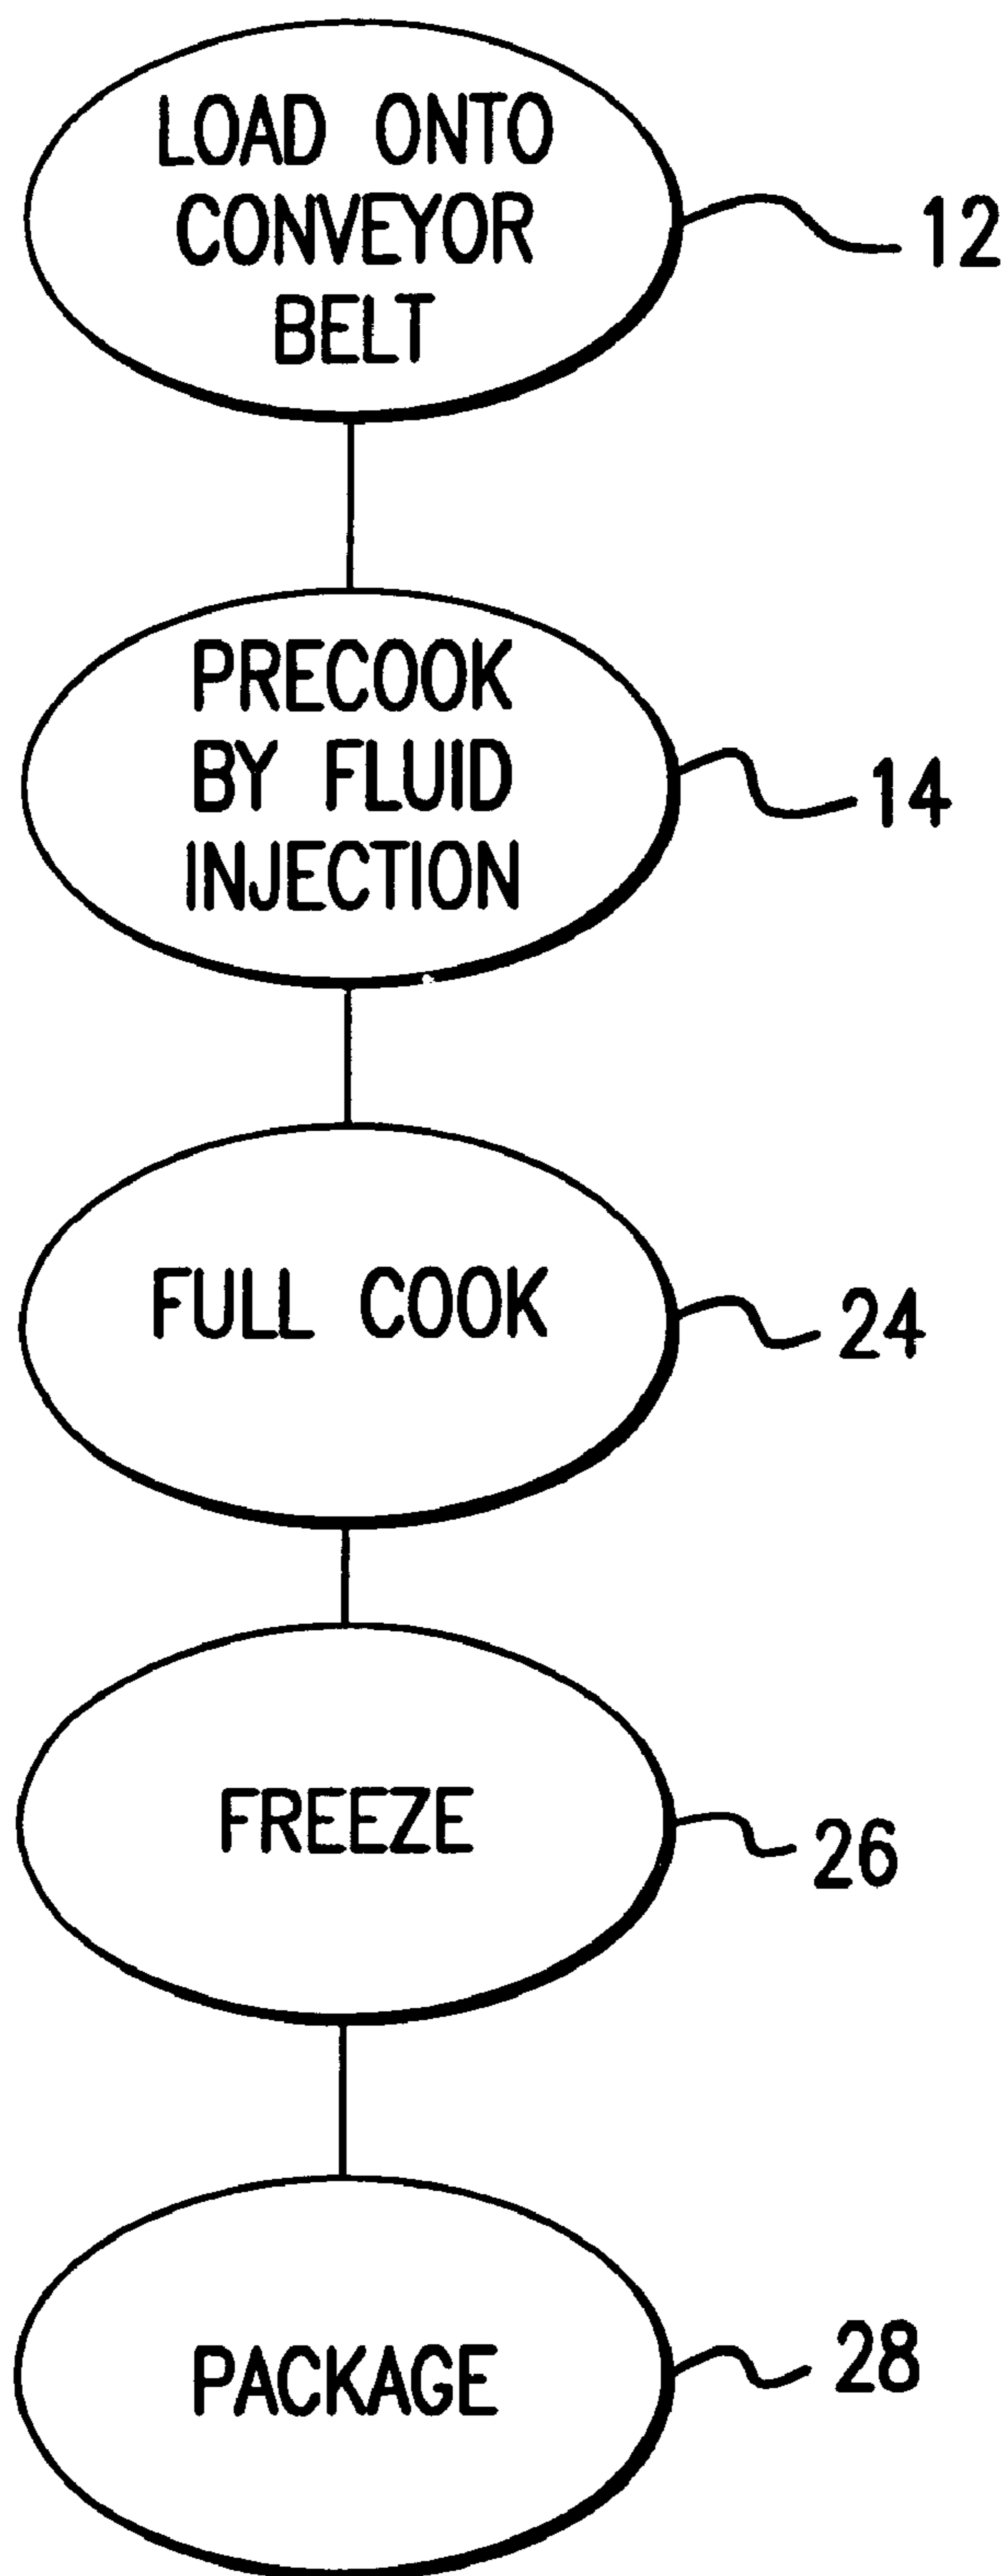 LOAD ONTO
CONVEYOR
BELT
12
PRECOOK
BY FLUID
INJECTION
14
FULL COOK
24
FREEZE
26
PACKAGE
28